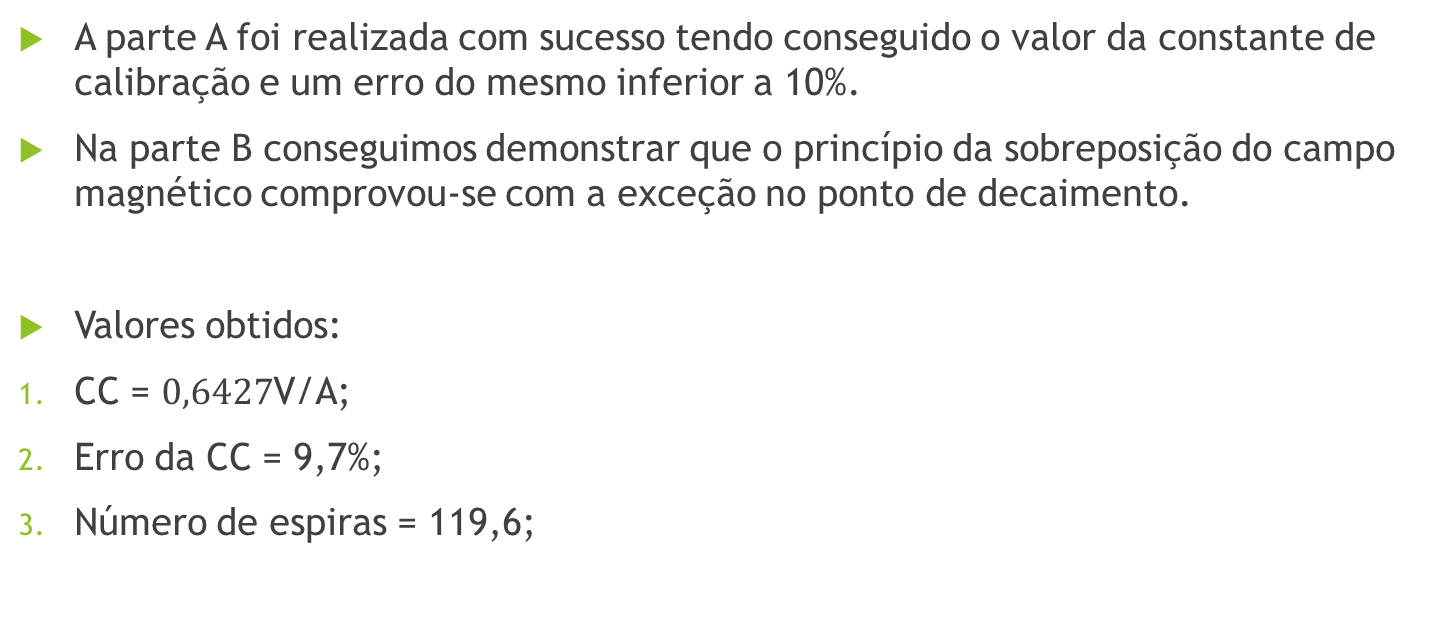 A parte A foi realizada com sucesso tendo conseguido o valor da constante de
calibração e um erro do mesmo inferior a 10%.
Na parte B conseguimos demonstrar que o princípio da sobreposição do campo
magnético comprovou-se com a exceção no ponto de decaimento.
Valores obtidos:
1. CC = 0,6427V/A;
2. Erro da CC = 9,7%;
3. Número de espiras = 119,6;